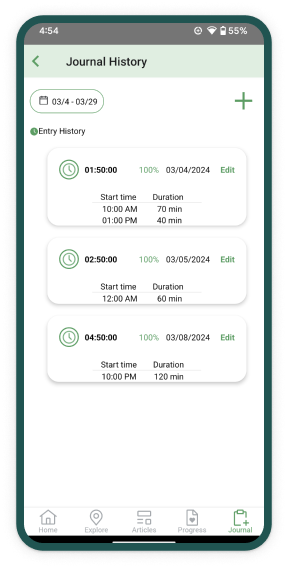 4:54 55%
Journal History
03/4 - 03/29
Entry History
01:50:00 100% 03/04/2024 Edit
Start time Duration
10:00 AM 70 min
01:00 PM 40 min
02:50:00 100% 03/05/2024 Edit
Start time Duration
12:00 AM 60 min
04:50:00 100% 03/08/2024 Edit
Start time Duration
10:00 PM 120 min
Home Explore Articles Progress Journal